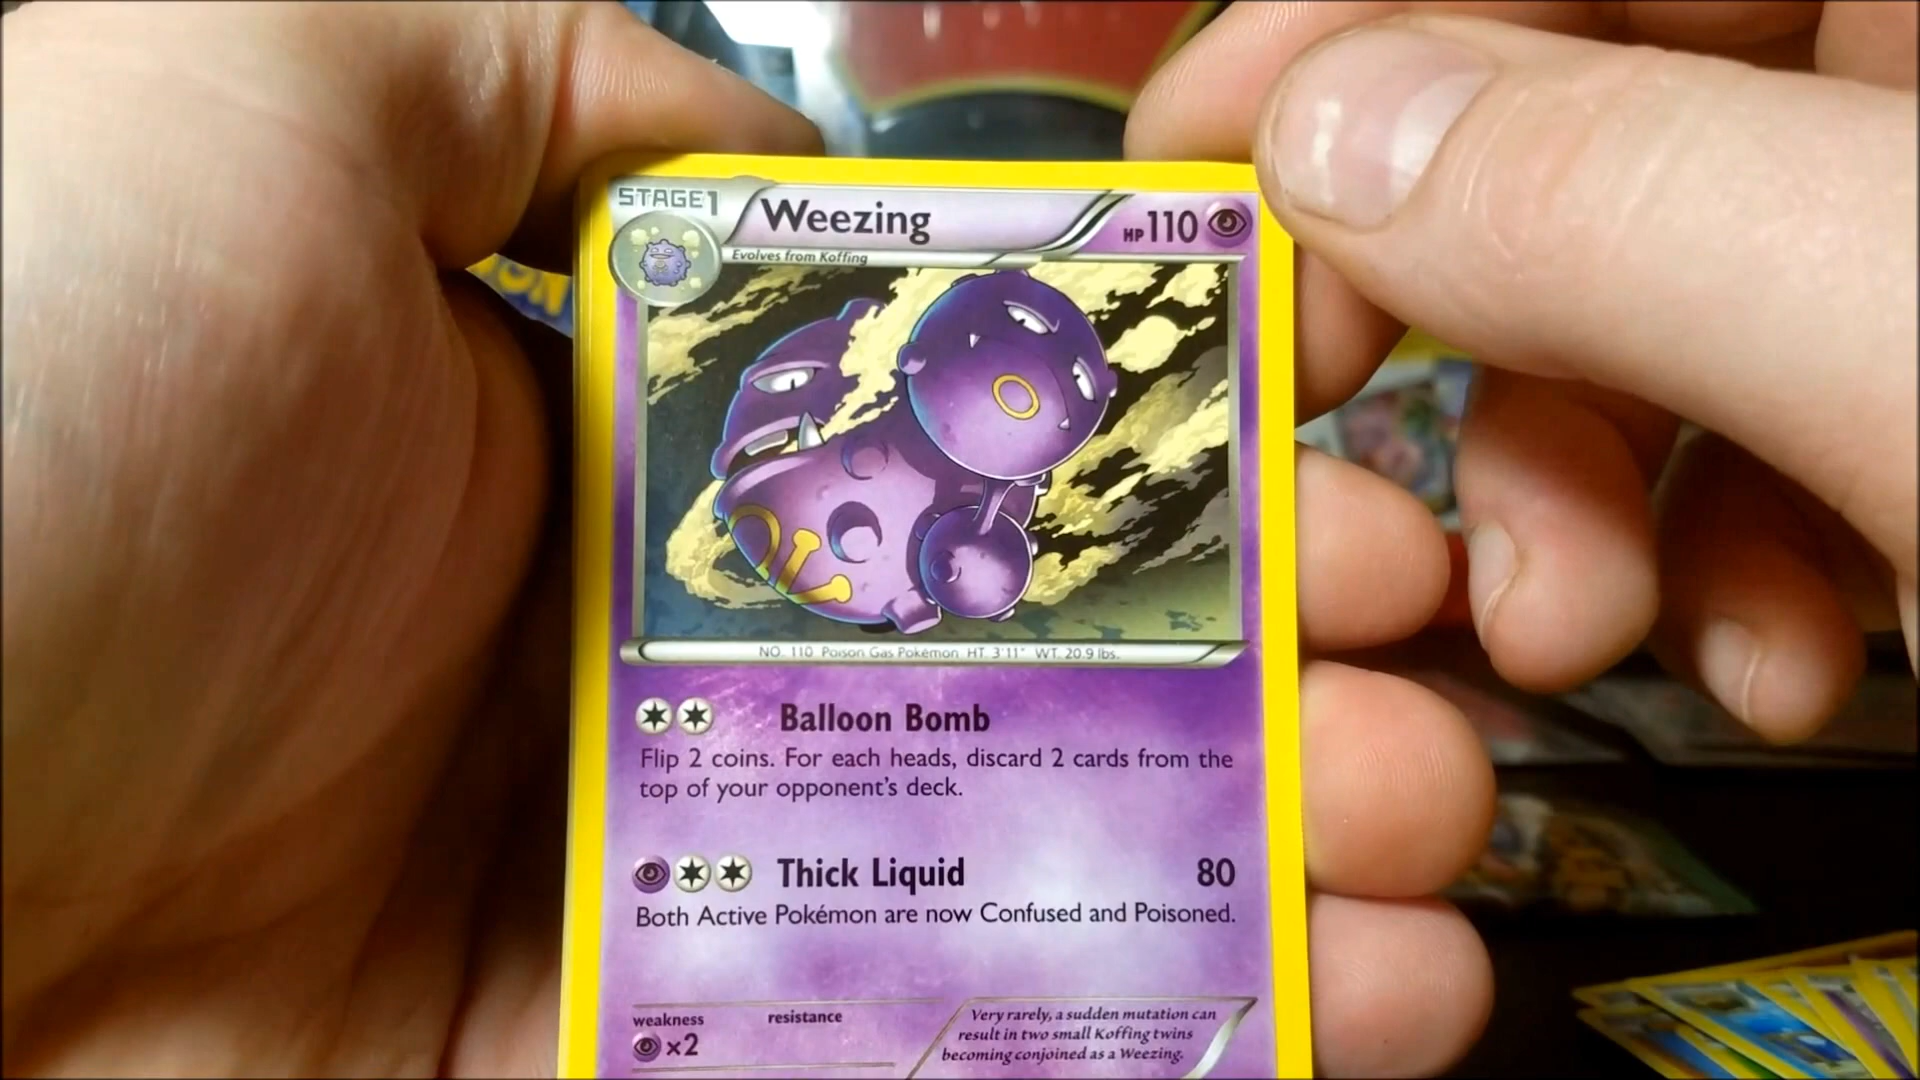 STAGE1
Weezing
HP110
Evolves from Koffing
NO. 110 Poison Gas Pokémon HT. 3'11" WT. 20.9 lbs.
Balloon Bomb
Flip 2 coins. For each heads, discard 2 cards from the
top of your opponent's deck.
Thick Liquid 80
Both Active Pokémon are now Confused and Poisoned.
weakness resistance
×2
Very rarely, a sudden mutation can
result in two small Koffing twins
becoming conjoined as a Weezing.